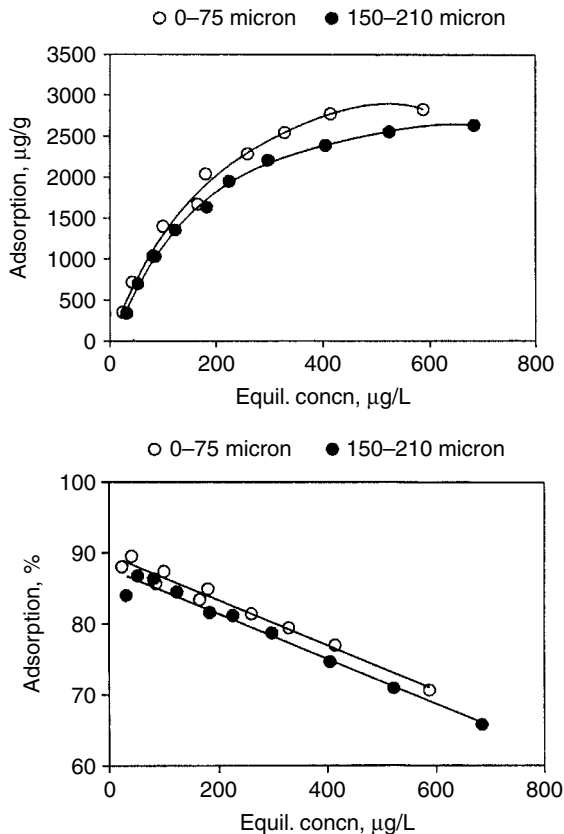 0–75 micron 150–210 micron
3500
3000
2500
2000
1500
1000
500
0
Adsorption, μg/g
0 200 400 600 800
Equil. concn, μg/L
0–75 micron 150–210 micron
100
90
80
70
60
Adsorption, %
0 200 400 600 800
Equil. concn, μg/L